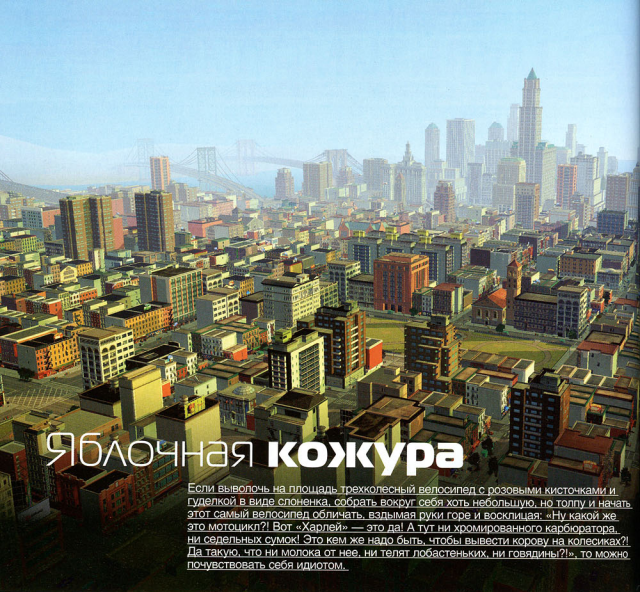 Яблочная кожура
Если выволочь на площадь трехколесный велосипед с розовыми кисточками и
гуделкой в виде слоненка, собрать вокруг себя хоть небольшую, но толпу и начать
этот самый велосипед обличать, вздымая руки горе и восклицая: «Ну какой же
это мотоцикл?! Вот «Харлей» — это да! А тут ни хромированного карбюратора,
ни седельных сумок! Это кем же надо быть, чтобы вывести корову на колесиках?!
Да такую, что ни молока от нее, ни телят лобастеньких, ни говядины?!», то можно
почувствовать себя идиотом.